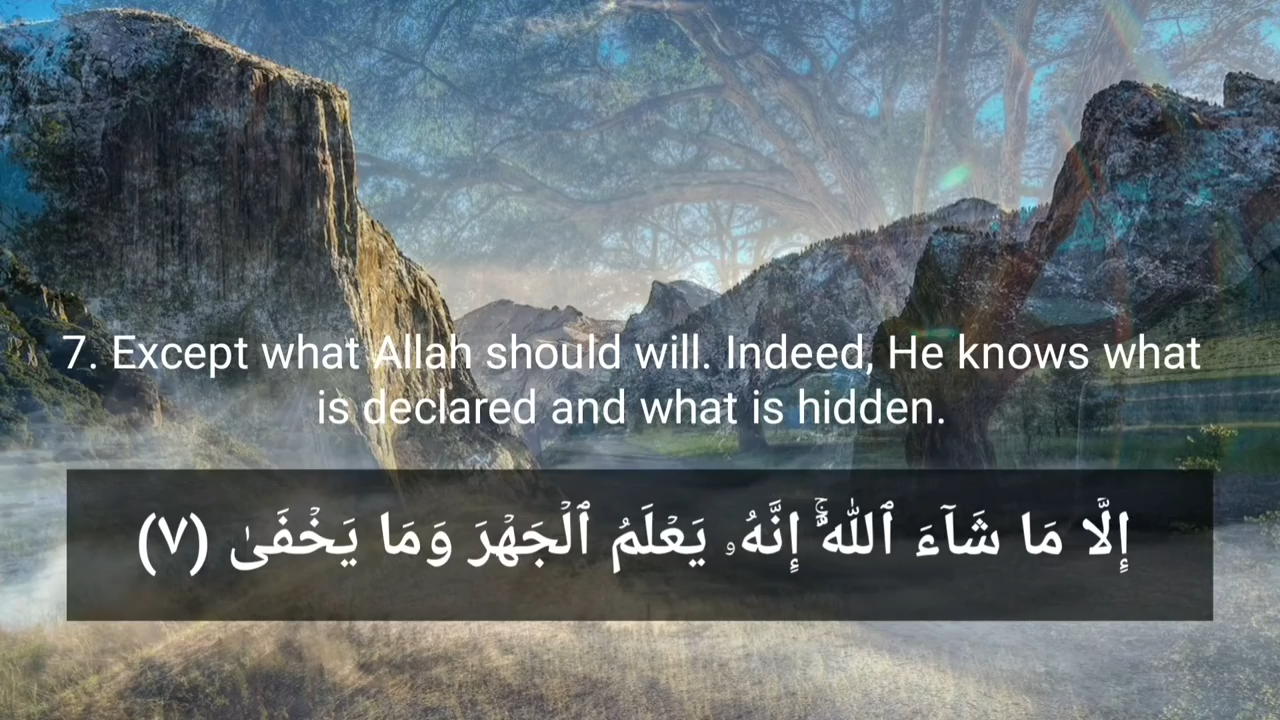 7. Except what Allah should will. Indeed, He knows what
is declared and what is hidden.
إِلَّا مَا شَآءَ ٱللَّهُۚ إِنَّهُۥ يَعۡلَمُ ٱلۡجَهۡرَ وَمَا يَخۡفَىٰ (٧)